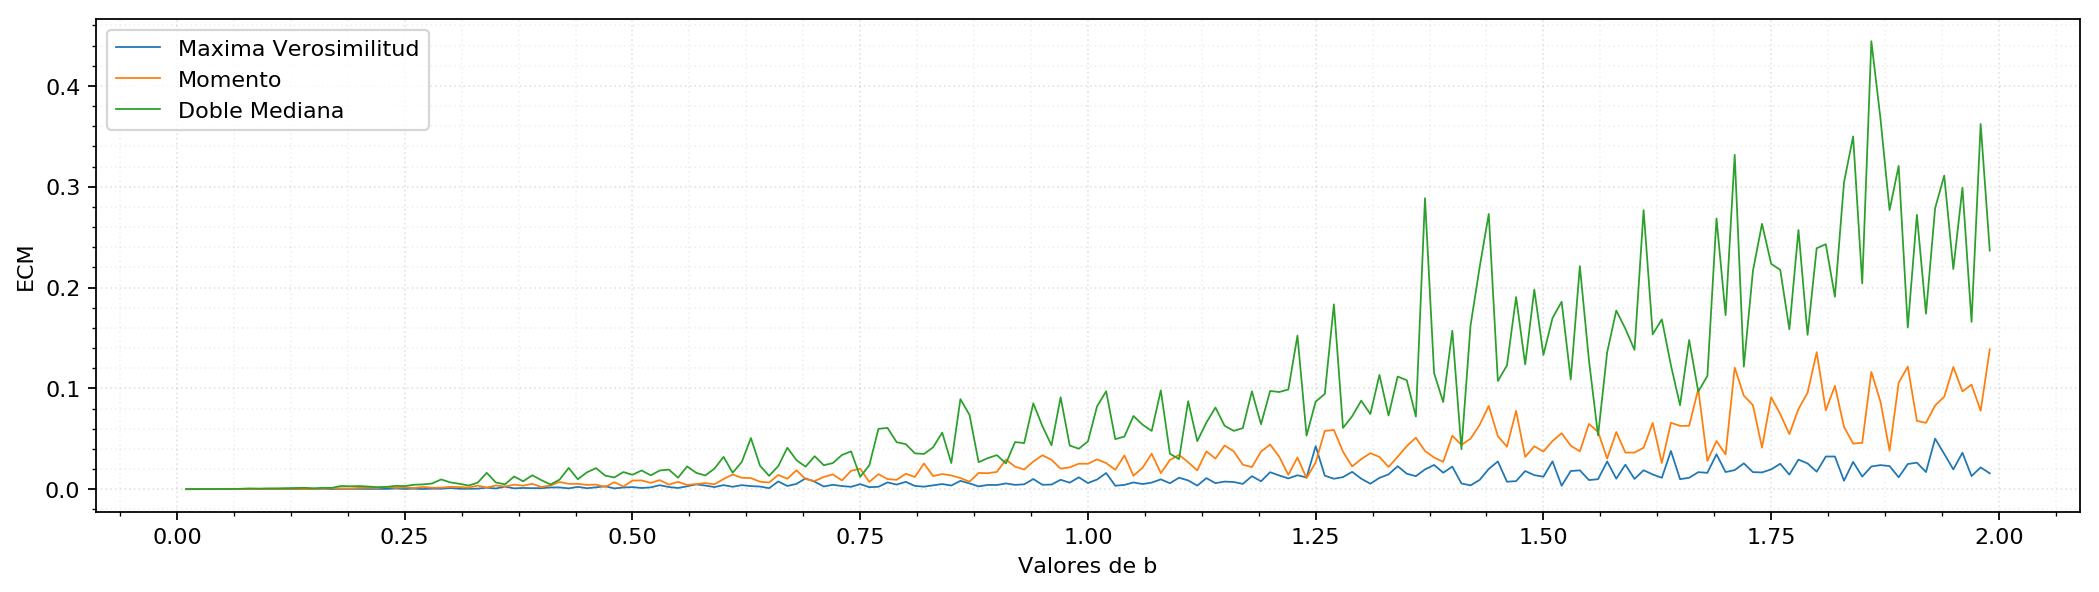 Maxima Verosimilitud
Momento
Doble Mediana
ECM
0.4
0.3
0.2
0.1
0.0
0.00 0.25 0.50 0.75 1.00 1.25 1.50 1.75 2.00
Valores de b